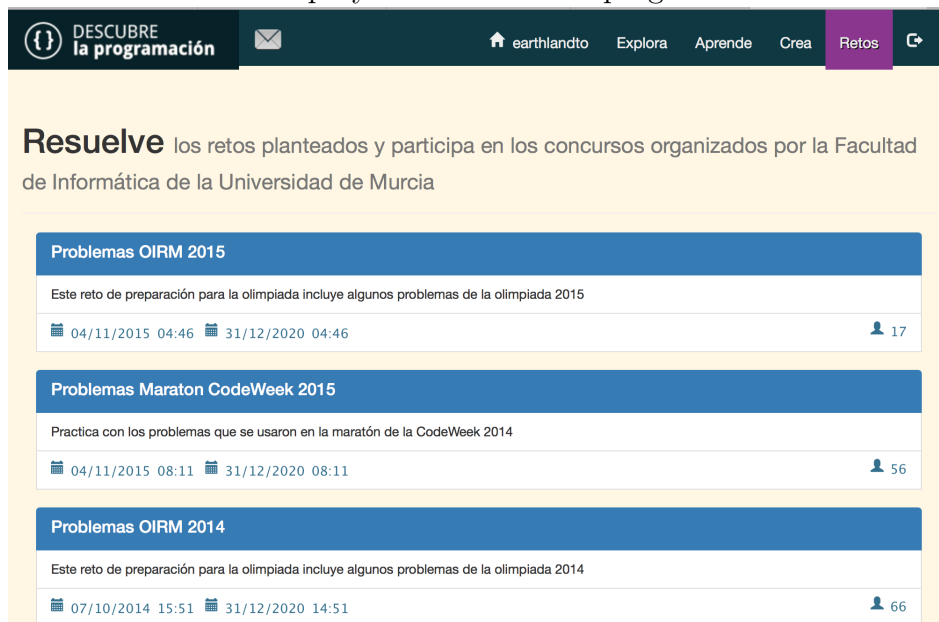 DESCUBRE
la programación
earthlandto Explora Aprende Crea Retos
Resuelve los retos planteados y participa en los concursos organizados por la Facultad
de Informática de la Universidad de Murcia
Problemas OIRM 2015
Este reto de preparación para la olimpiada incluye algunos problemas de la olimpiada 2015
04/11/2015 04:46 31/12/2020 04:46 17
Problemas Maraton CodeWeek 2015
Practica con los problemas que se usaron en la maratón de la CodeWeek 2014
04/11/2015 08:11 31/12/2020 08:11 56
Problemas OIRM 2014
Este reto de preparación para la olimpiada incluye algunos problemas de la olimpiada 2014
07/10/2014 15:51 31/12/2020 14:51 66